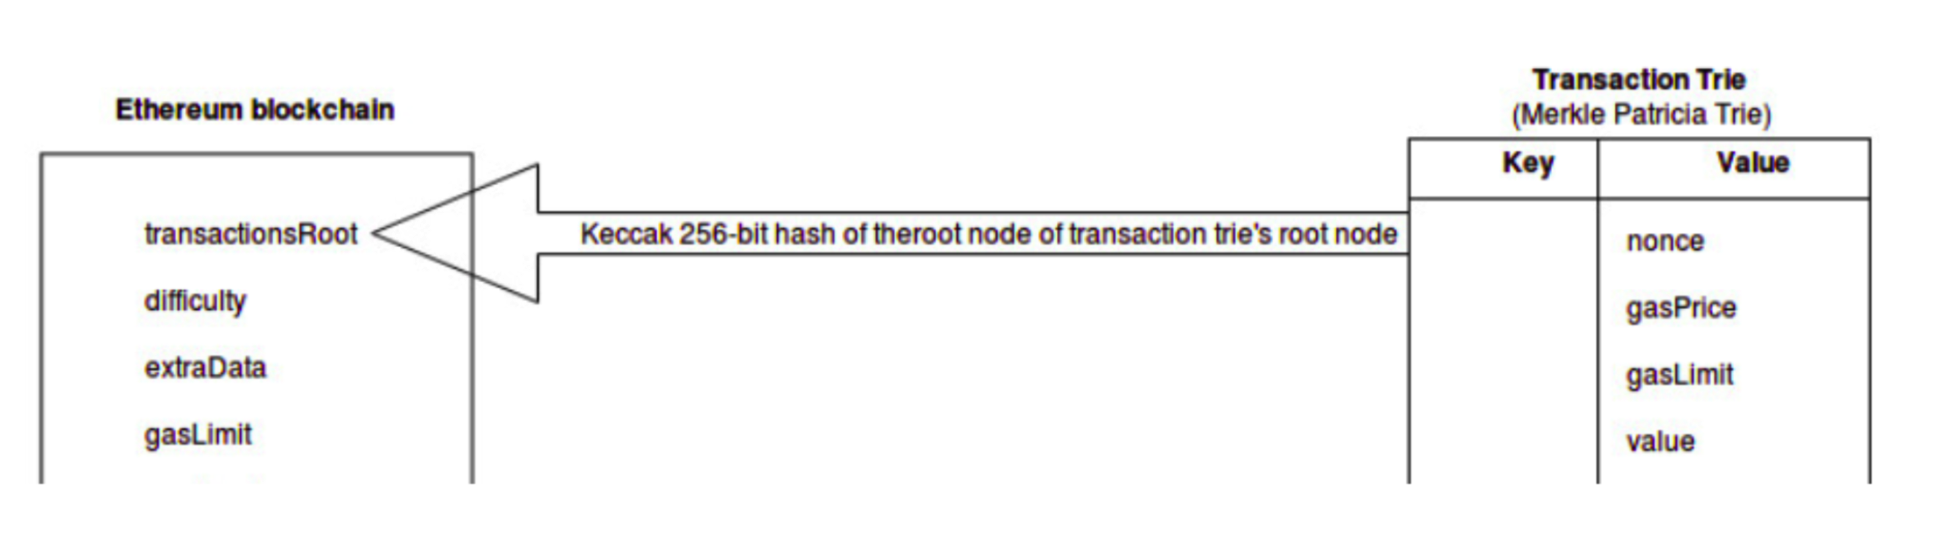 Ethereum blockchain
transactionsRoot
difficulty
extraData
gasLimit
Keccak 256-bit hash of theroot node of transaction trie's root node
Transaction Trie
(Merkle Patricia Trie)
Key Value
nonce
gasPrice
gasLimit
value